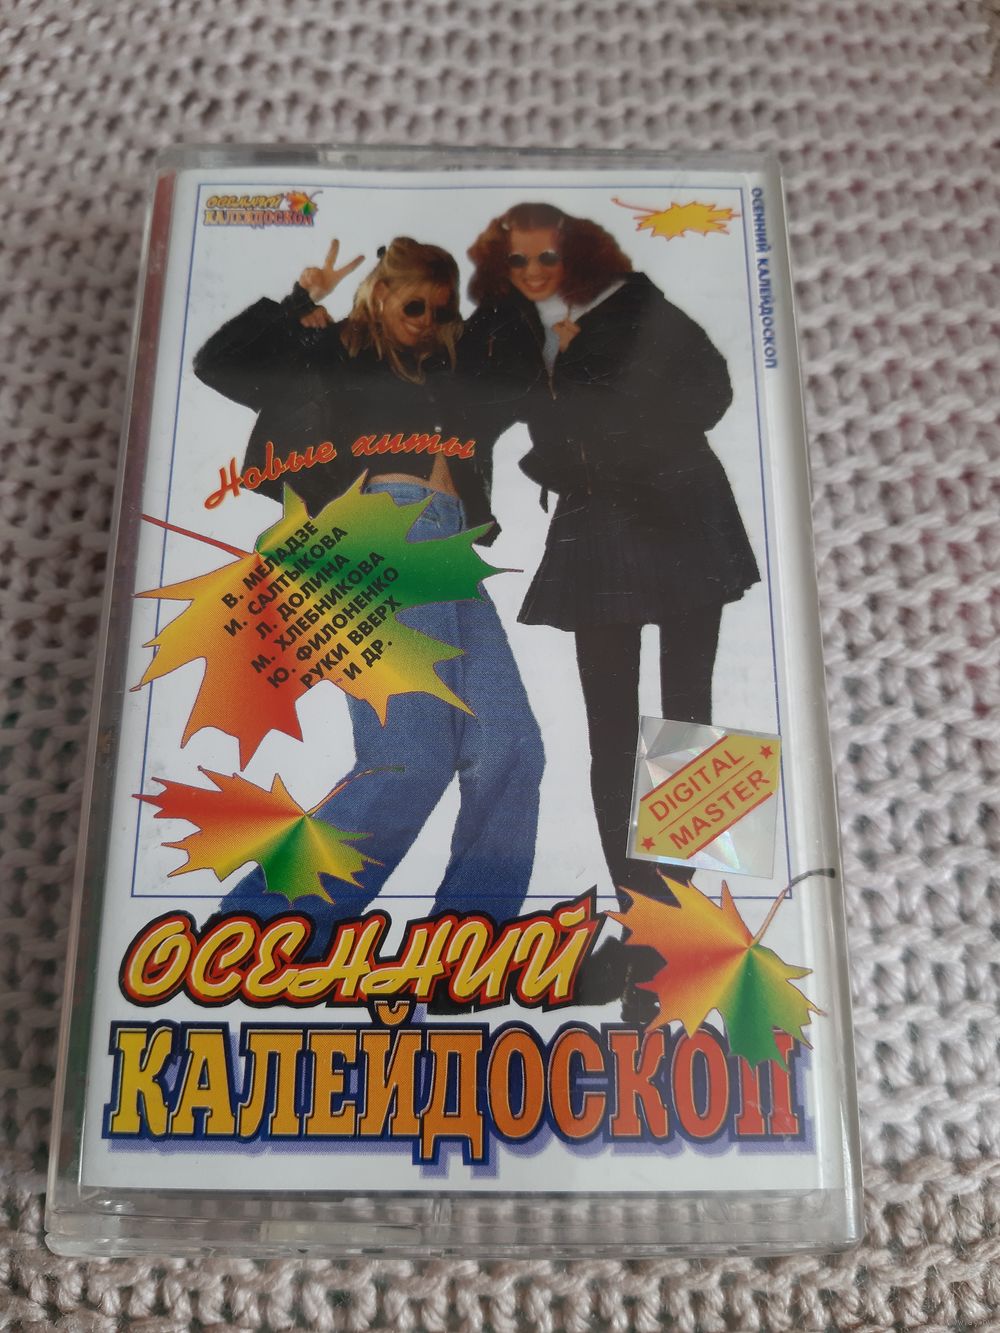 ОСЕННИЙ
КАЛЕЙДОСКОП
ОСЕННИЙ КАЛЕЙДОСКОП
Новые хиты
В. МЕЛАДЗЕ
И. САЛТЫКОВА
Л. ДОЛИНА
М. ХЛЕБНИКОВА
Ю. ФИЛОНЕНКО
РУКИ ВВЕРХ
И ДР.
DIGITAL
MASTER
ОСЕННИЙ
КАЛЕЙДОСКОП